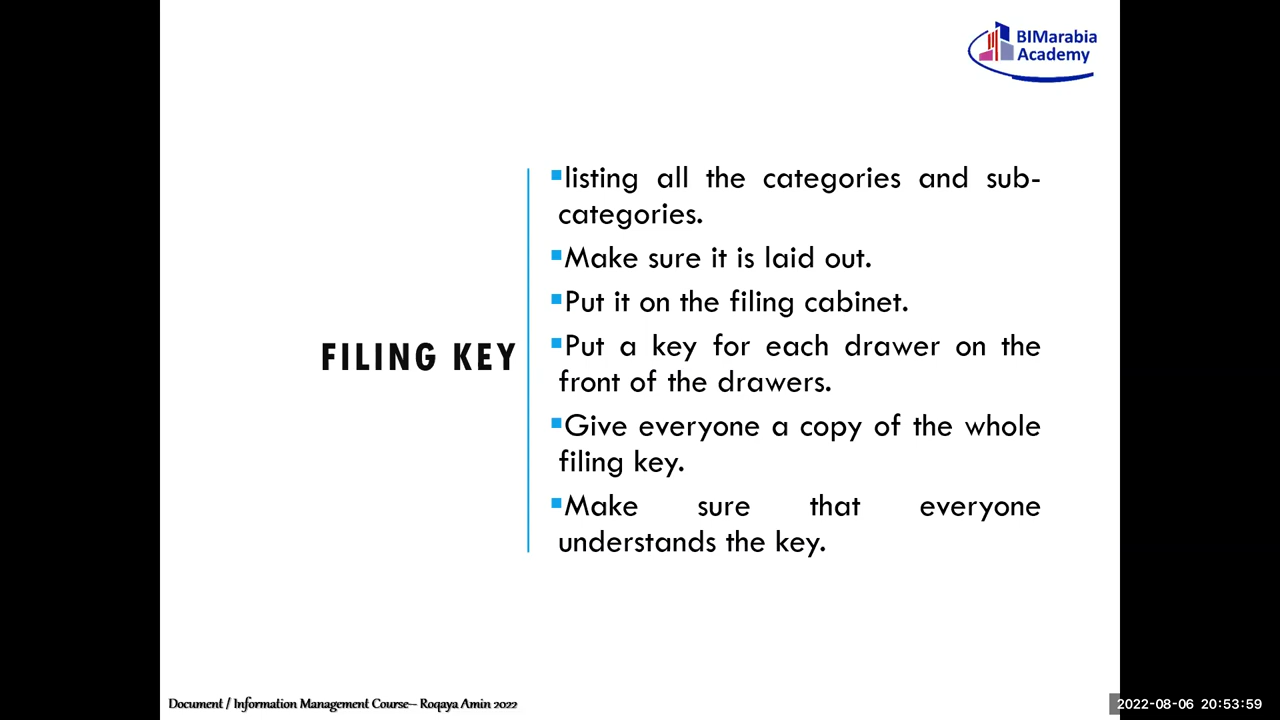 BIMarabia
Academy
FILING KEY
listing all the categories and sub-
categories.
Make sure it is laid out.
Put it on the filing cabinet.
Put a key for each drawer on the
front of the drawers.
Give everyone a copy of the whole
filing key.
Make sure that everyone
understands the key.
Document / Information Management Course– Roqaya Amin 2022
2022-08-06 20:53:59